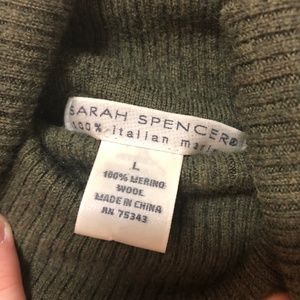 SARAH SPENCER®
100% italian
L
100% MERINO
WOOL
MADE IN CHINA
RN 75343